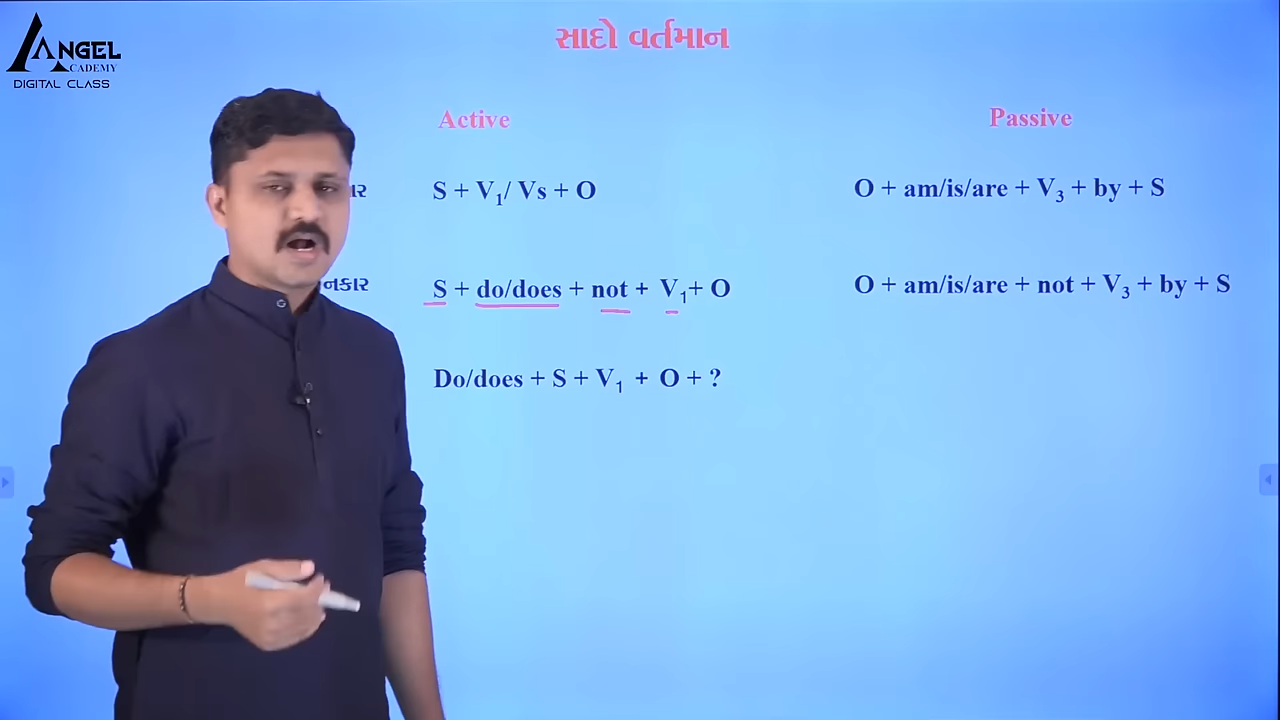 ANGEL
ACADEMY
DIGITAL CLASS
સાદો વર્તમાન
Active Passive
S + V₁/ Vs + O O + am/is/are + V₃ + by + S
નકાર S + do/does + not + V₁+ O O + am/is/are + not + V₃ + by + S
Do/does + S + V₁ + O + ?